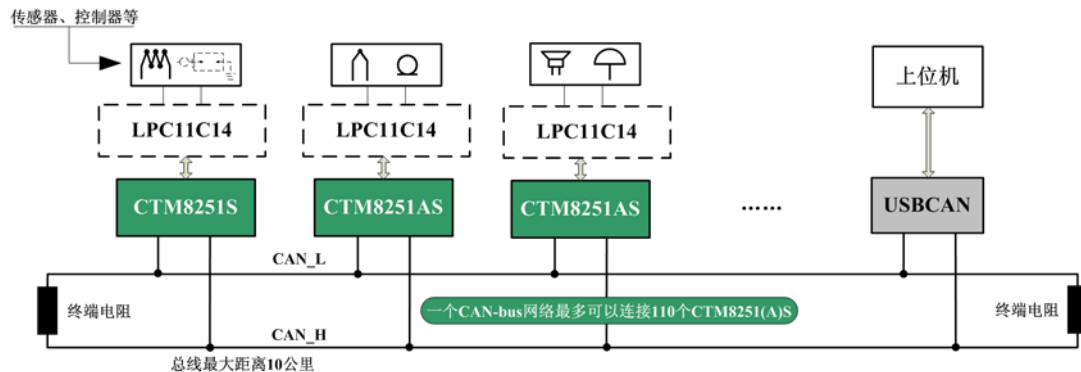 传感器、控制器等
LPC11C14
LPC11C14
LPC11C14
上位机
CTM8251S
CTM8251AS
CTM8251AS
……
USBCAN
CAN_L
终端电阻
一个CAN-bus网络最多可以连接110个CTM8251(A)S
终端电阻
CAN_H
总线最大距离10公里